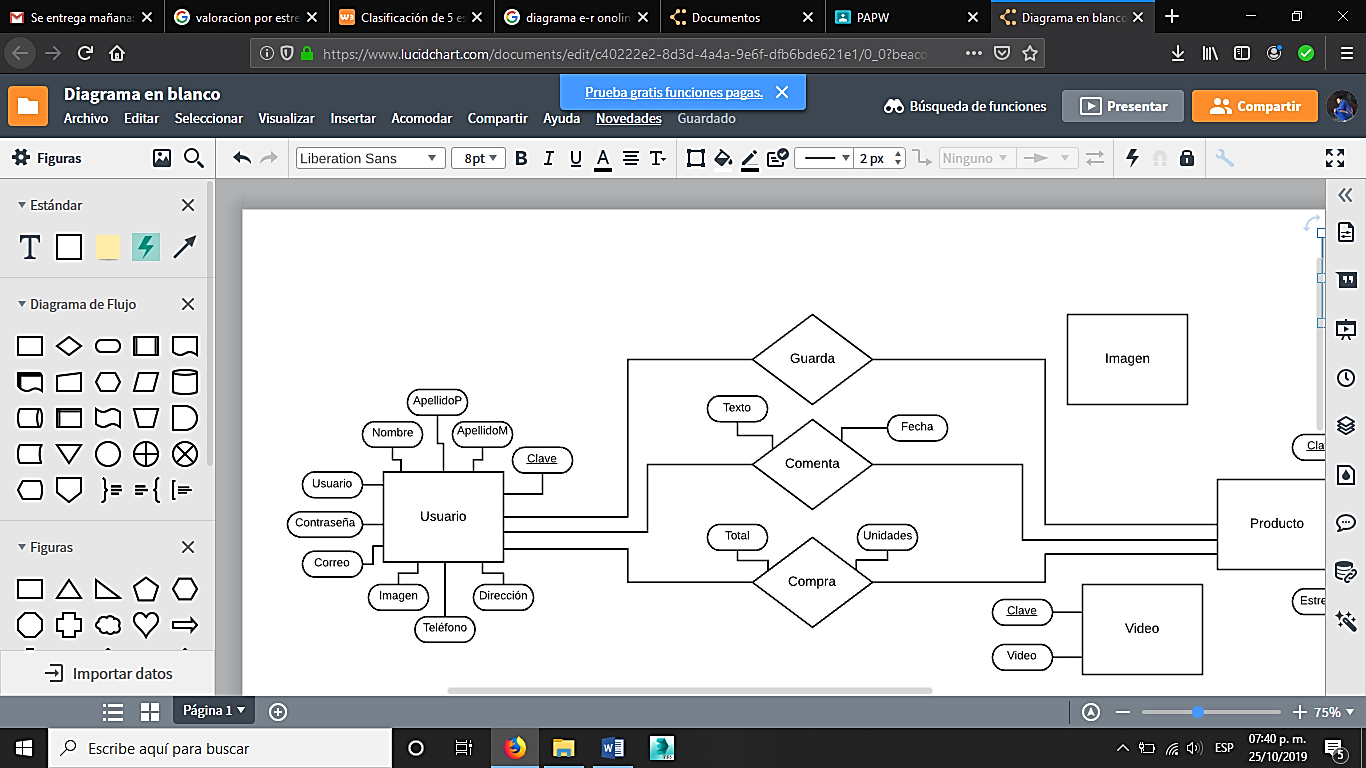 Se entrega mañana:
valoracion por estre
Clasificación de 5 es
diagrama e-r onolin
Documentos
PAPW
Diagrama en blanco
https://www.lucidchart.com/documents/edit/c40222e2-8d3d-4a4a-9e6f-dfb6bde621e1/0_0?beaco
Diagrama en blanco
Prueba gratis funciones pagas.
Archivo Editar Seleccionar Visualizar Insertar Acomodar Compartir Ayuda Novedades Guardado
Búsqueda de funciones
Presentar
Compartir
Figuras
Liberation Sans
8pt
B I U A T
2 px
Ninguno
Estándar
T
Diagrama de Flujo
Figuras
Importar datos
Guarda
Imagen
ApellidoP
Texto
Nombre
ApellidoM
Fecha
Clave
Comenta
Cla
Usuario
Usuario
Contraseña
Producto
Correo
Total
Unidades
Compra
Imagen
Dirección
Teléfono
Clave
Video
Video
Estre
Página 1
75%
Escribe aquí para buscar
ESP
07:40 p. m.
25/10/2019
5